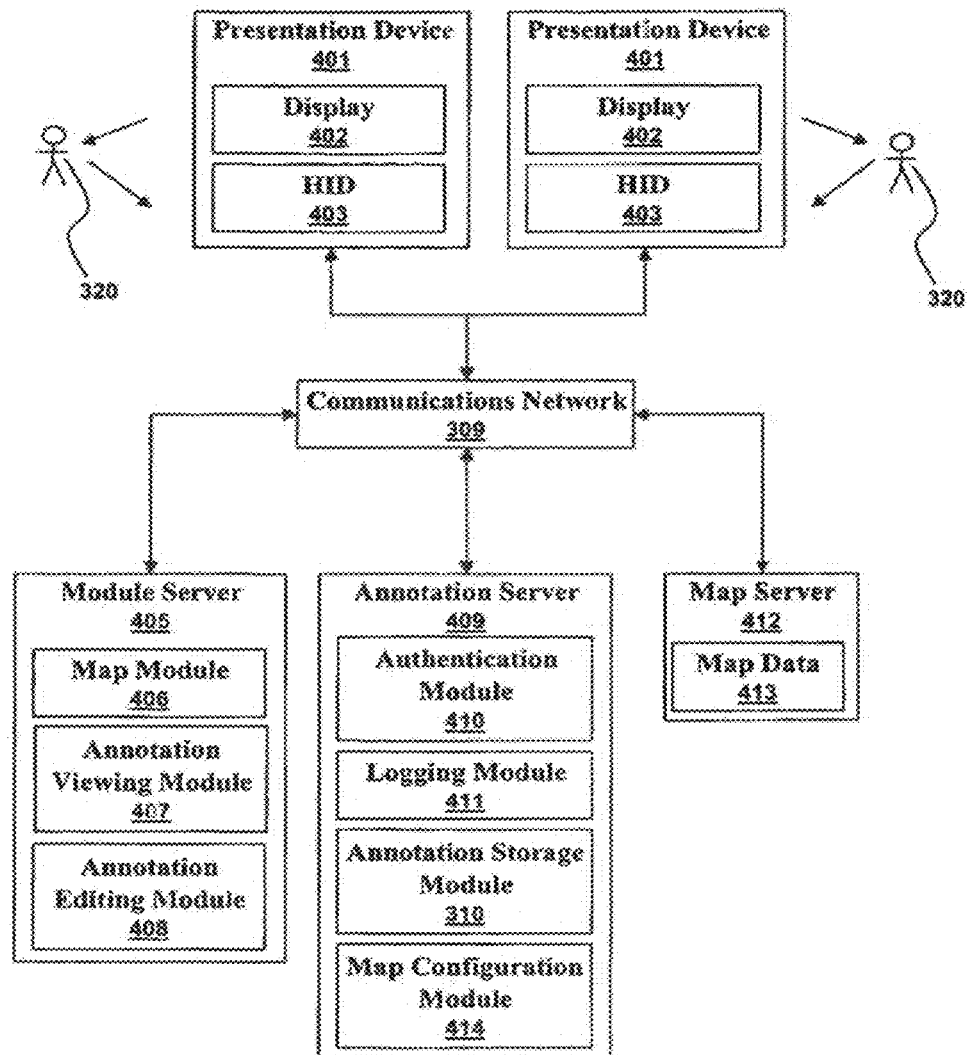 Presentation Device
401
Display
402
HID
403
Presentation Device
401
Display
402
HID
403
320
320
Communications Network
309
Module Server
405
Map Module
406
Annotation
Viewing Module
407
Annotation
Editing Module
408
Annotation Server
409
Authentication
Module
410
Logging Module
411
Annotation Storage
Module
310
Map Configuration
Module
414
Map Server
412
Map Data
413